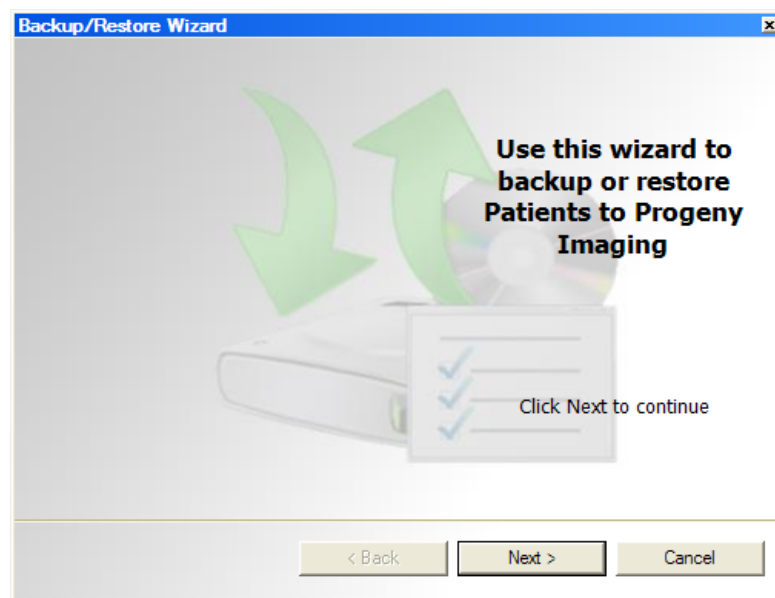 Backup/Restore Wizard
Use this wizard to
backup or restore
Patients to Progeny
Imaging
Click Next to continue
< Back
Next >
Cancel